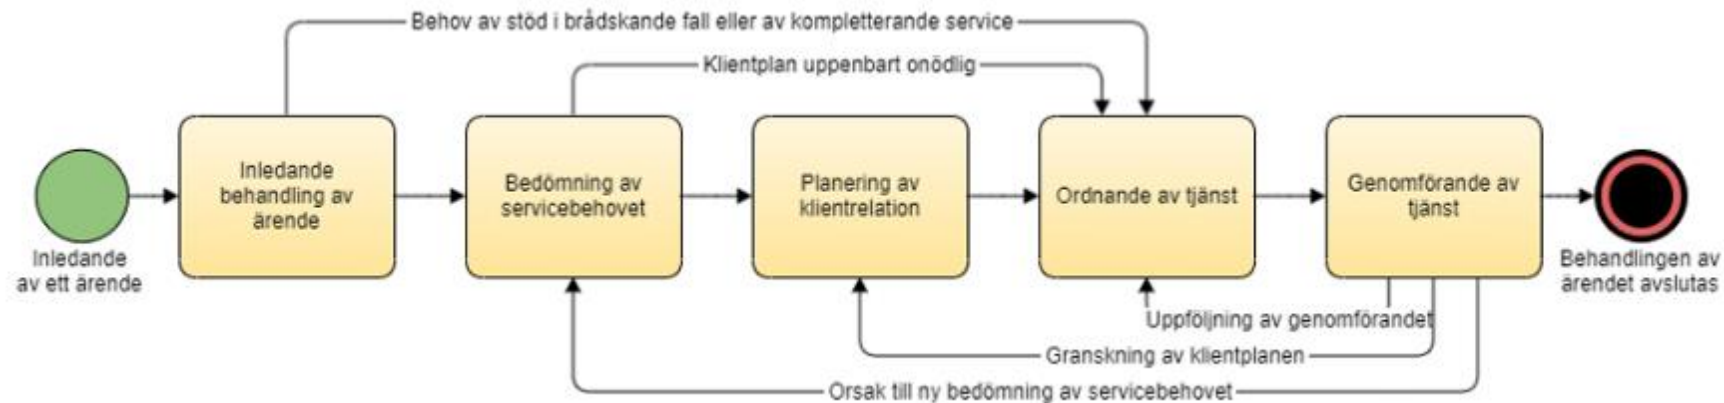 Behov av stöd i brådskande fall eller av kompletterande service
Klientplan uppenbart onödig
Inledande
av ett ärende
Inledande
behandling av
ärende
Bedömning av
servicebehovet
Planering av
klientrelation
Ordnande av tjänst
Genomförande av
tjänst
Behandlingen av
ärendet avslutas
Uppföljning av genomförandet
Granskning av klientplanen
Orsak till ny bedömning av servicebehovet